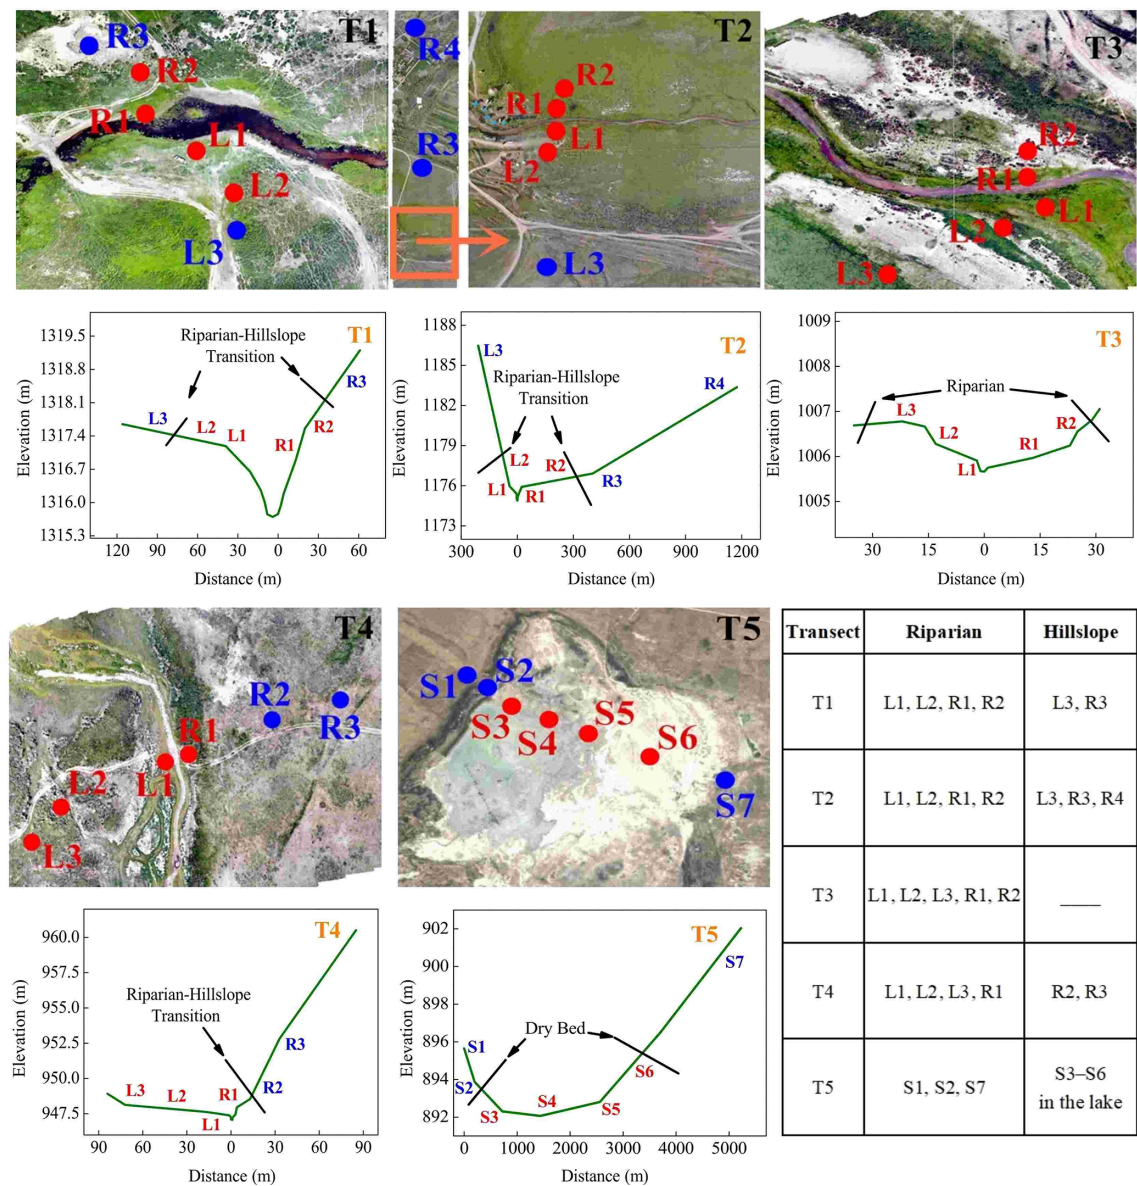 R3
T1
R2
R1
L1
L2
L3
R4
R3
T2
R2
R1
L1
L2
L3
T3
R2
R1
L1
L2
L3
Elevation (m)
1319.5
1318.8
1318.1
1317.4
1316.7
1316.0
1315.3
Riparian-Hillslope
Transition
T1
L3
L2
L1
R1
R2
R3
120 90 60 30 0 30 60
Distance (m)
Elevation (m)
1188
1185
1182
1179
1176
1173
T2
L3
Riparian-Hillslope
Transition
R4
L2
R2
L1
R1
R3
300 0 300 600 900 1200
Distance (m)
Elevation (m)
1009
1008
1007
1006
1005
T3
Riparian
L3
R2
L2
R1
L1
30 15 0 15 30
Distance (m)
T4
R2
R3
R1
L1
L2
L3
T5
S1
S2
S3
S4
S5
S6
S7
Elevation (m)
960.0
957.5
955.0
952.5
950.0
947.5
T4
Riparian-Hillslope
Transition
R3
L3
L2
R1
R2
L1
90 60 30 0 30 60 90
Distance (m)
Elevation (m)
902
900
898
896
894
892
T5
S7
Dry Bed
S1
S2
S6
S3
S4
S5
0 1000 2000 3000 4000 5000
Distance (m)
Transect Riparian Hillslope
T1 L1, L2, R1, R2 L3, R3
T2 L1, L2, R1, R2 L3, R3, R4
T3 L1, L2, L3, R1, R2 ____
T4 L1, L2, L3, R1 R2, R3
T5 S1, S2, S7 S3–S6
in the lake